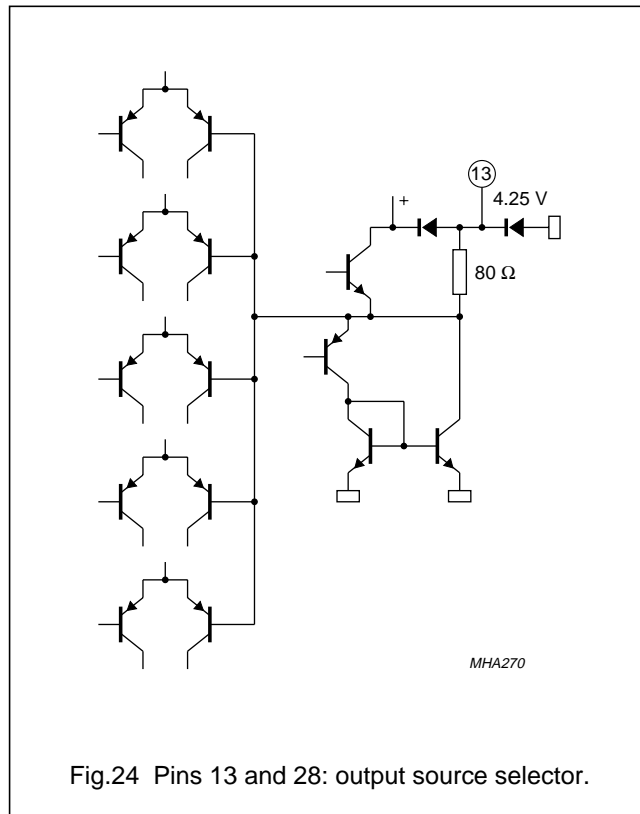 13
+
4.25 V
80 Ω
MHA270
Fig.24 Pins 13 and 28: output source selector.